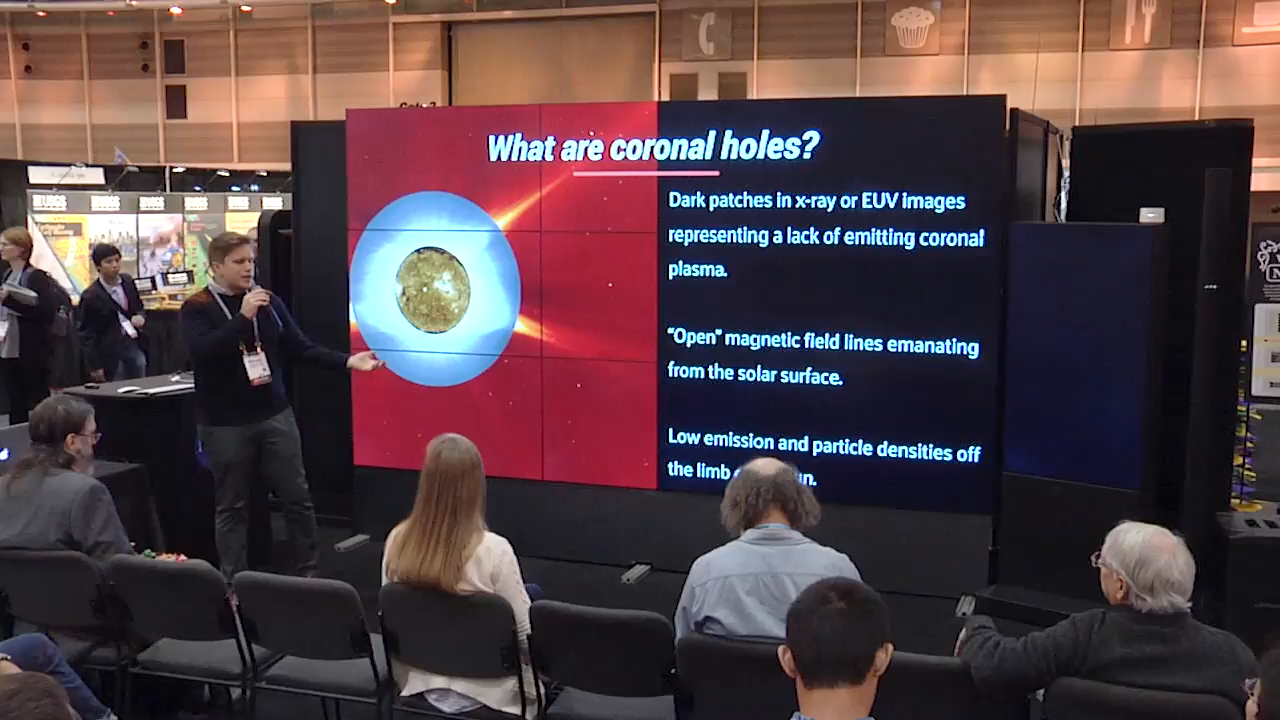 What are coronal holes?
Dark patches in x-ray or EUV images
representing a lack of emitting coronal
plasma.
“Open” magnetic field lines emanating
from the solar surface.
Low emission and particle densities off
the limb
USGS